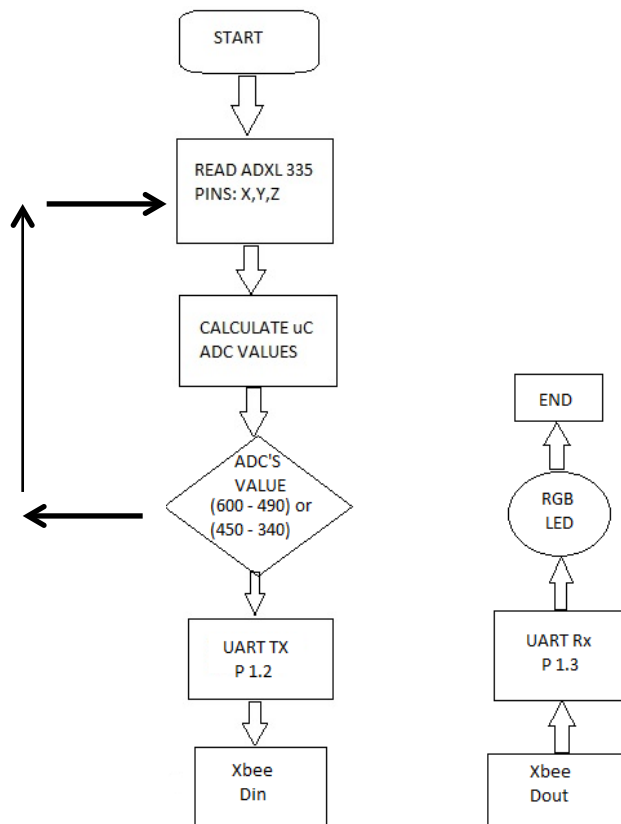 START
READ ADXL 335
PINS: X,Y,Z
CALCULATE uC
ADC VALUES
ADC'S
VALUE
(600 - 490) or
(450 - 340)
UART TX
P 1.2
Xbee
Din
END
RGB
LED
UART Rx
P 1.3
Xbee
Dout